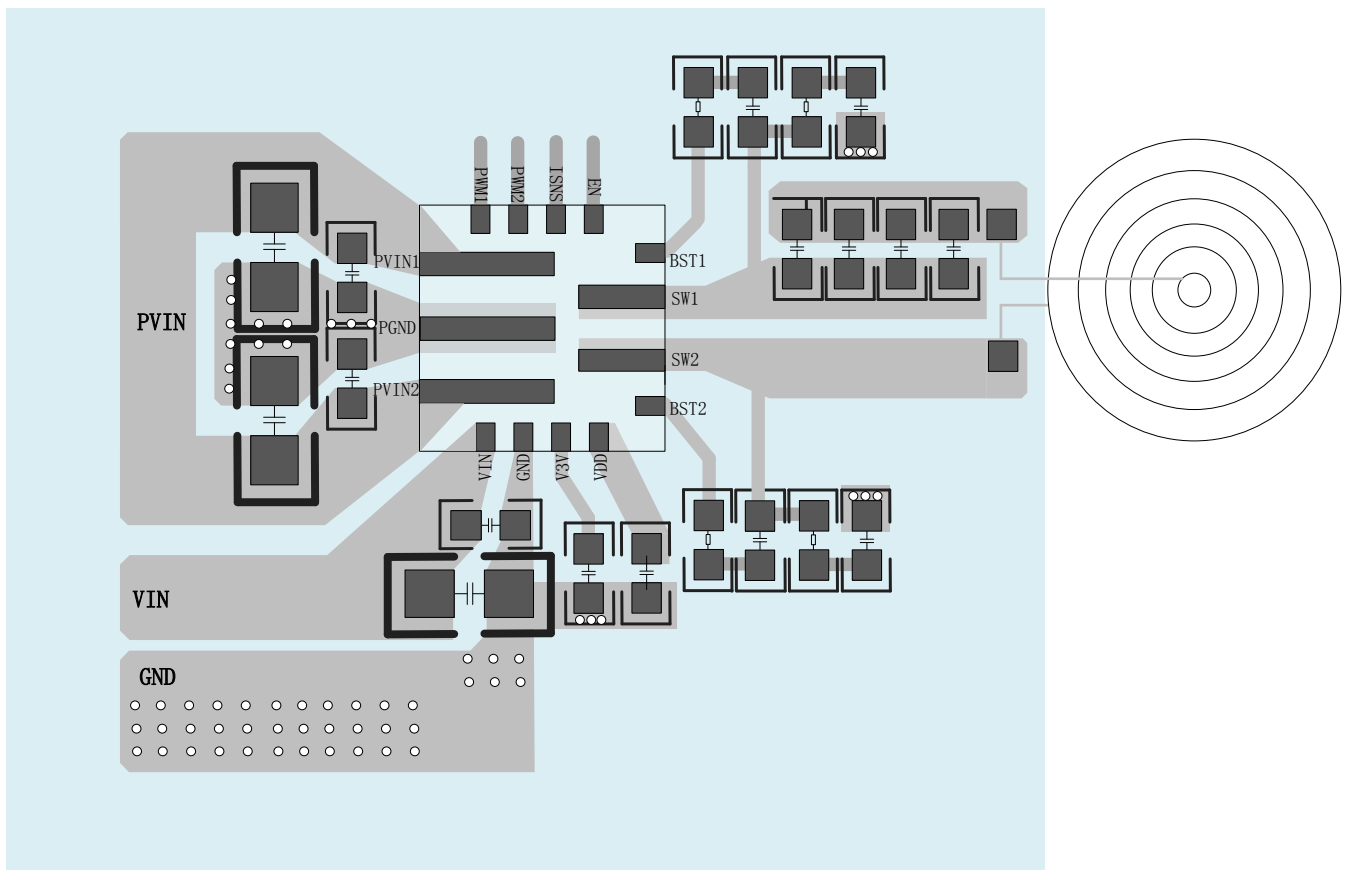 PWM1
PWM2
ISNS
EN
PVIN1
BST1
SW1
PVIN
PGND
SW2
PVIN2
BST2
VIN
GND
V3V
VDD
VIN
GND